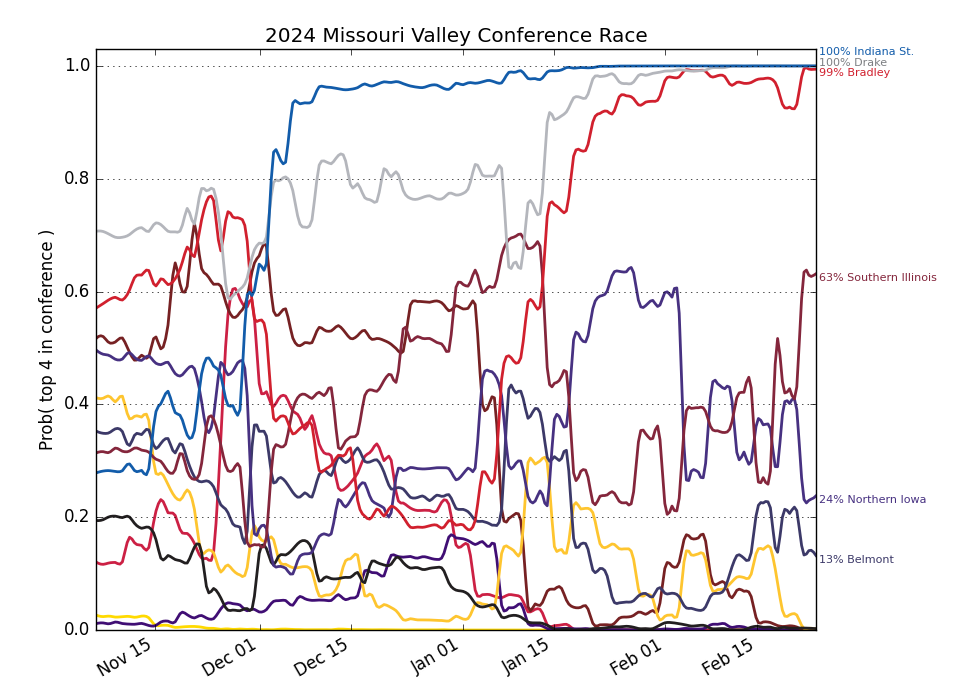 2024 Missouri Valley Conference Race
Prob( top 4 in conference )
1.0
0.8
0.6
0.4
0.2
0.0
Nov 15
Dec 01
Dec 15
Jan 01
Jan 15
Feb 01
Feb 15
100% Indiana St.
100% Drake
99% Bradley
63% Southern Illinois
24% Northern Iowa
13% Belmont